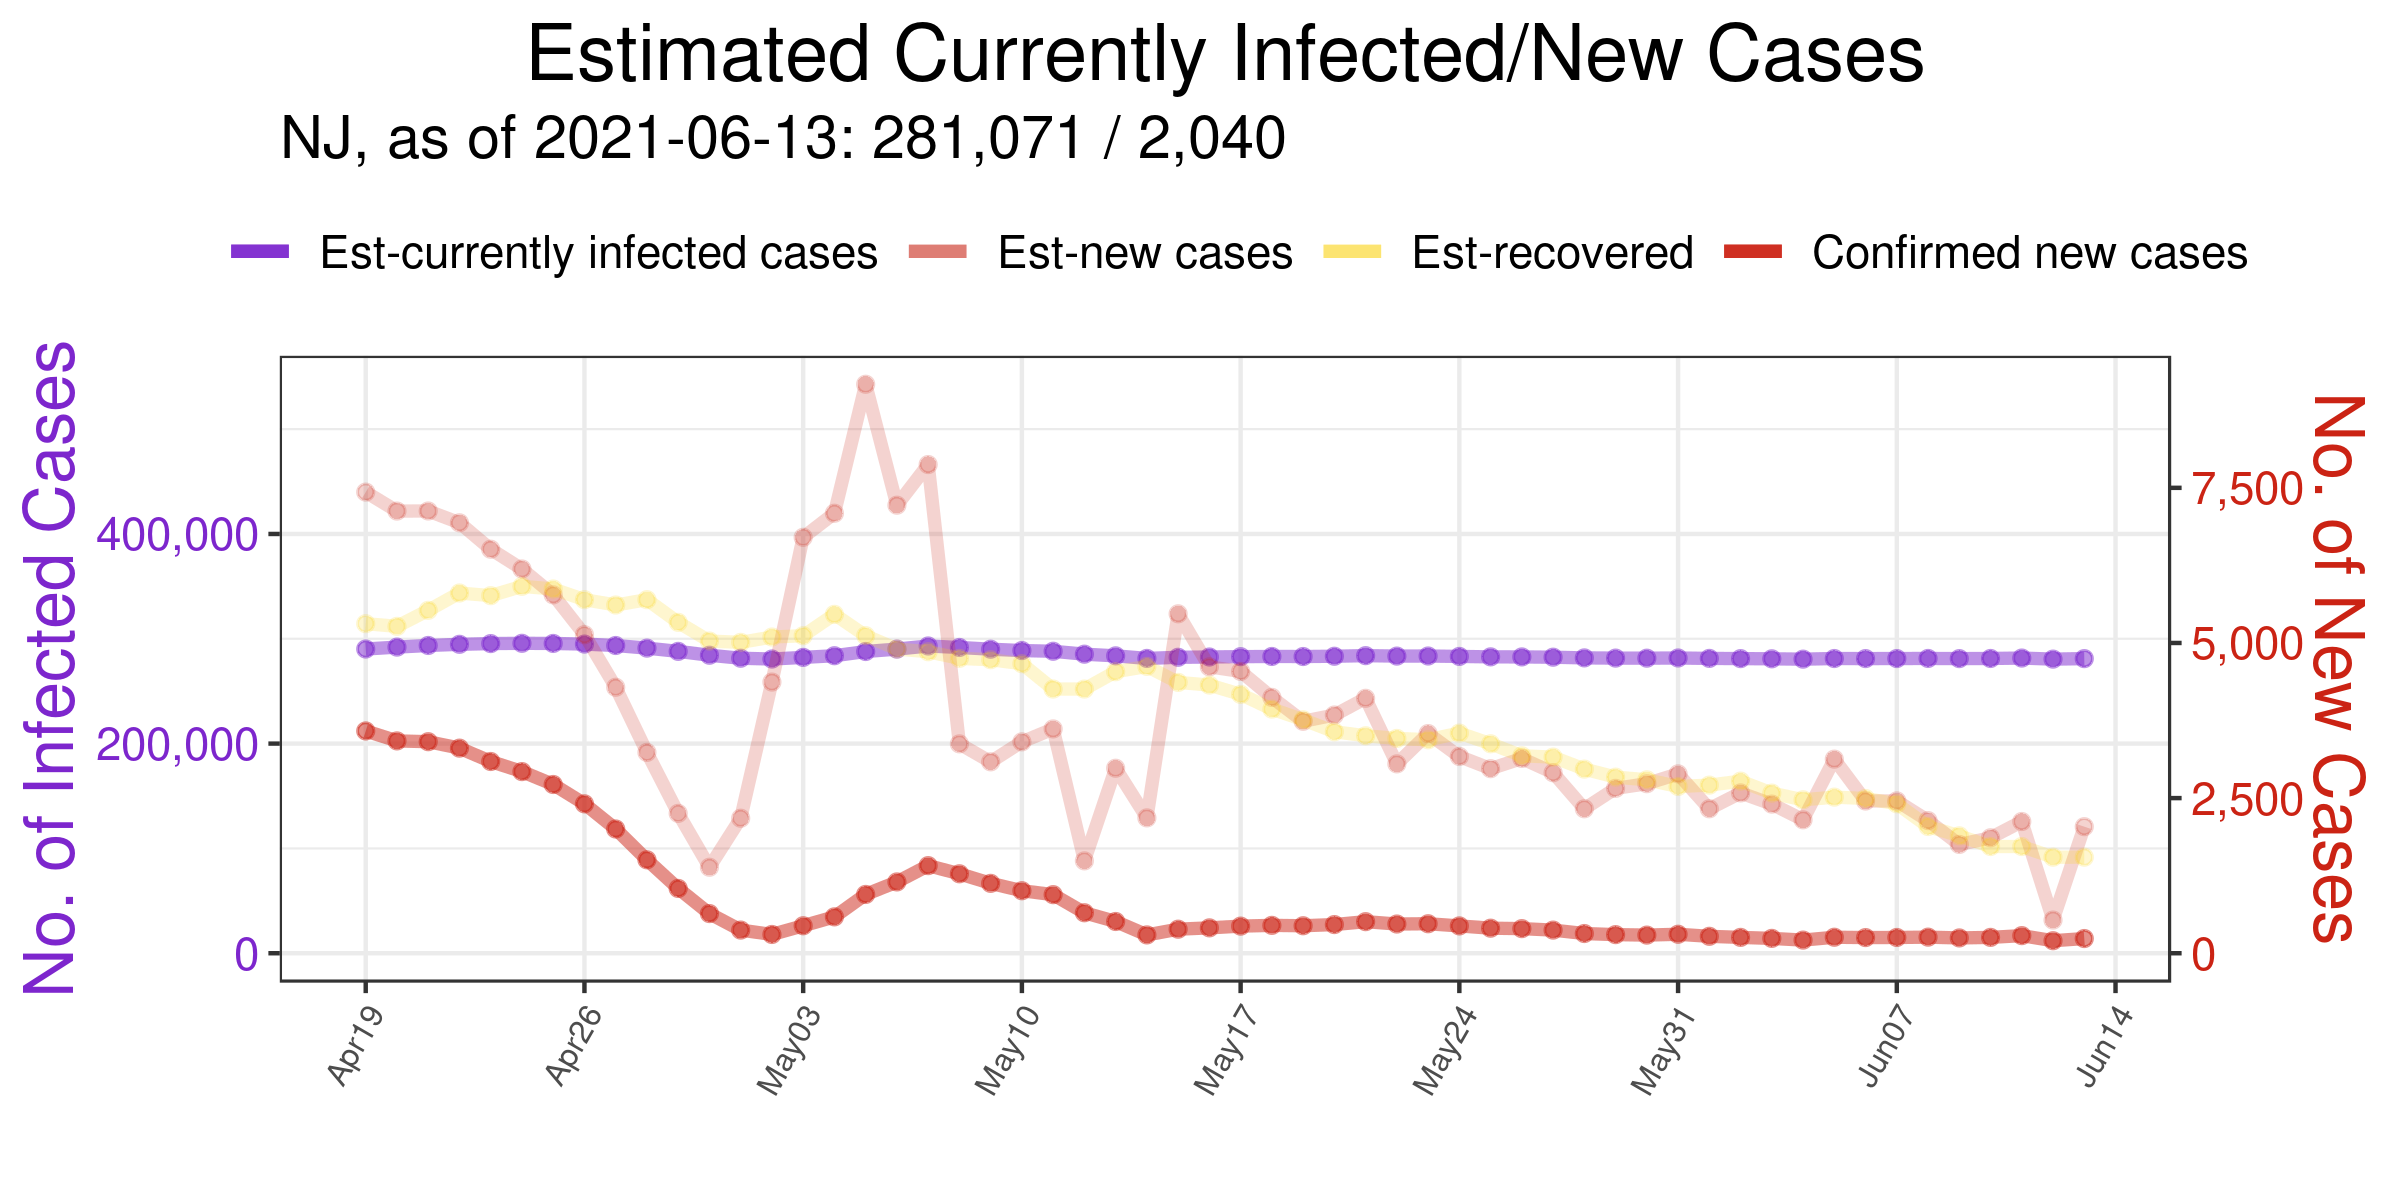 Estimated Currently Infected/New Cases
NJ, as of 2021-06-13: 281,071 / 2,040
Est-currently infected cases Est-new cases Est-recovered Confirmed new cases
No. of Infected Cases
400,000
200,000
0
7,500
5,000
2,500
0
No. of New Cases
Apr19 Apr26 May03 May10 May17 May24 May31 Jun07 Jun14